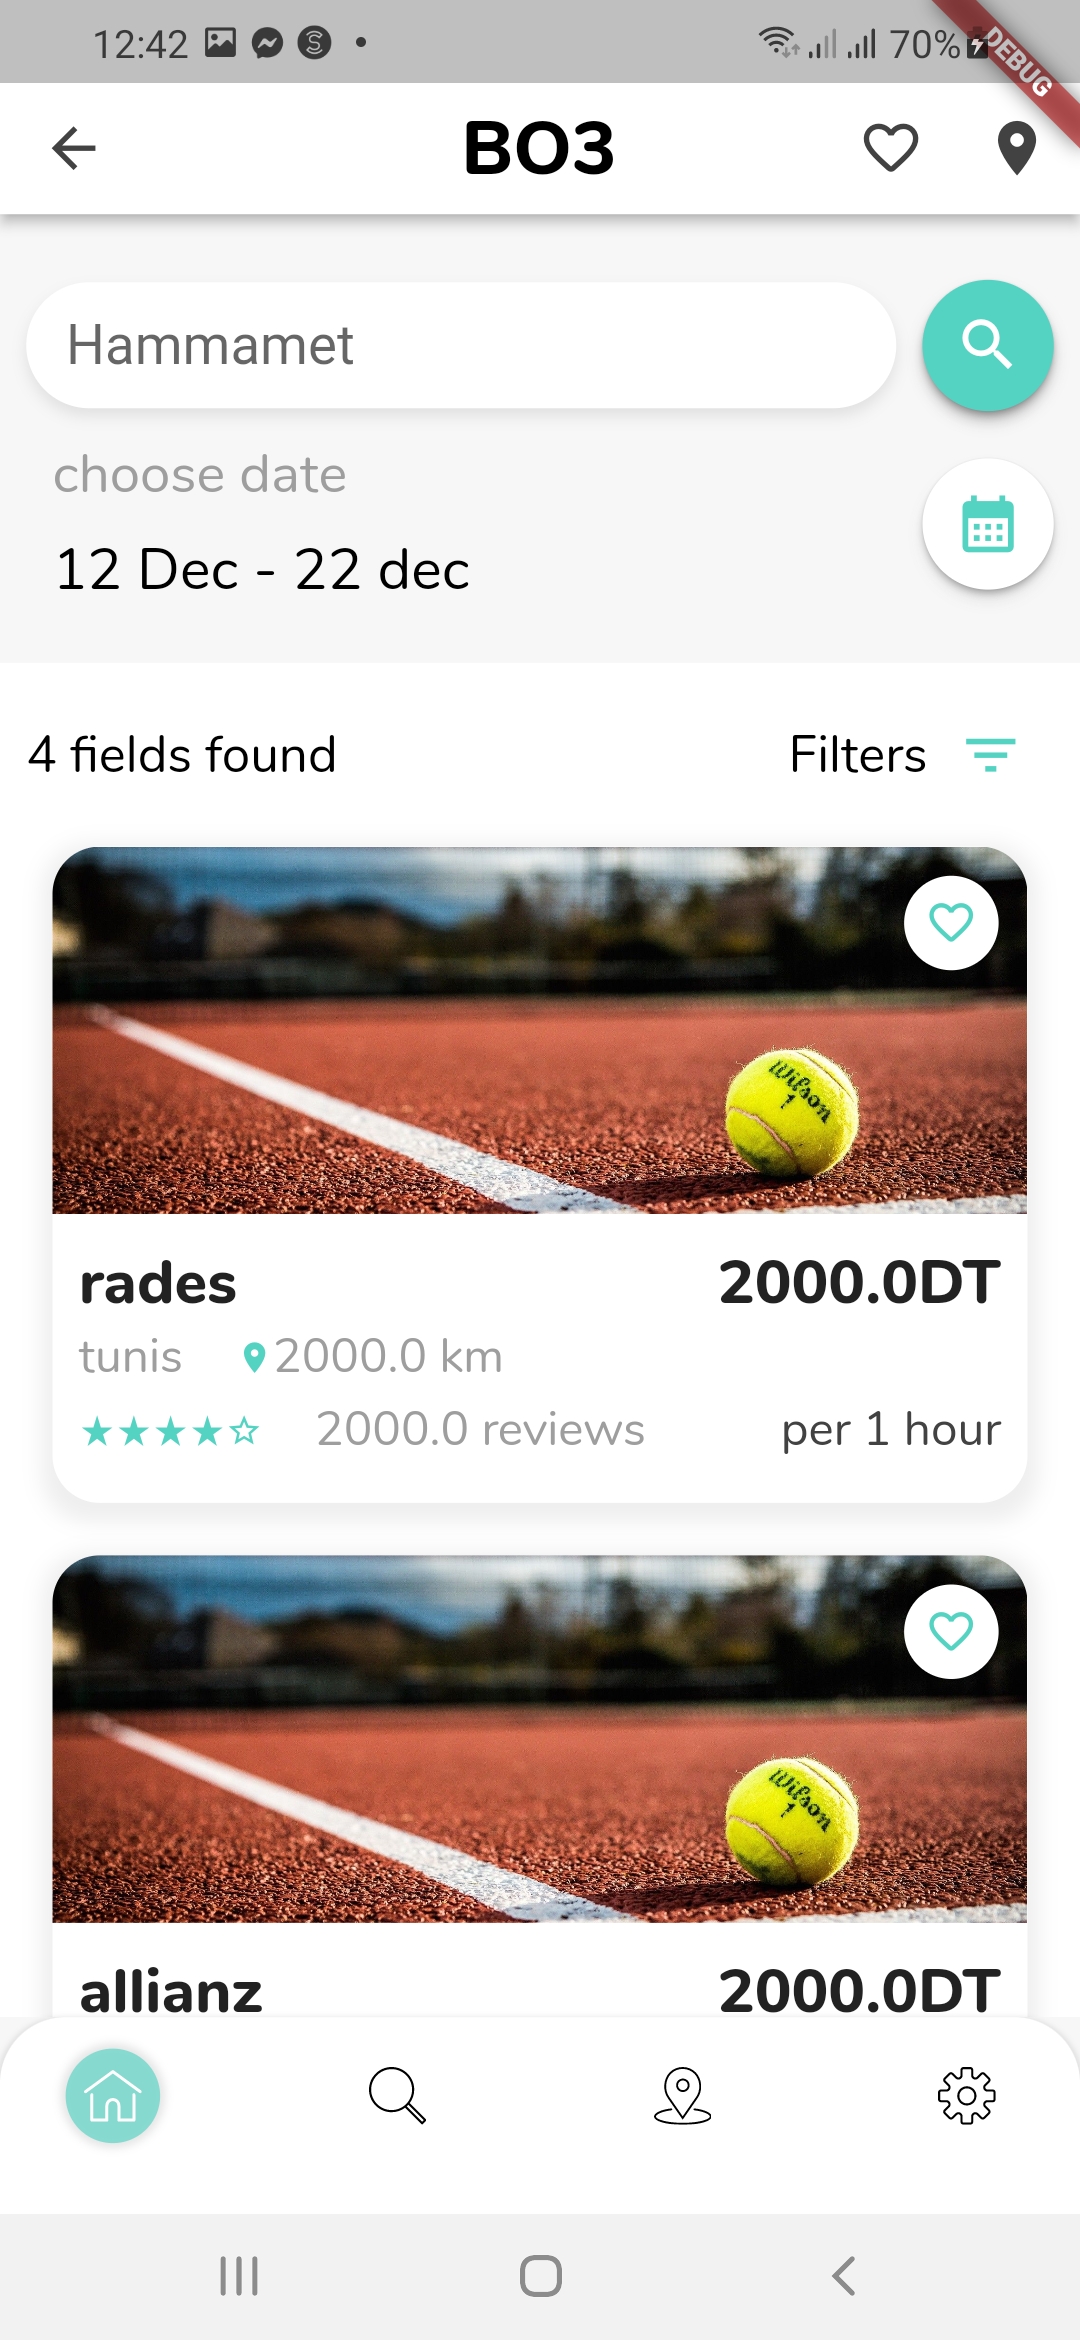 12:42
70%
DEBUG
BO3
Hammamet
choose date
12 Dec - 22 dec
4 fields found
Filters
Wilson
1
rades
2000.0DT
tunis
2000.0 km
2000.0 reviews
per 1 hour
Wilson
1
allianz
2000.0DT